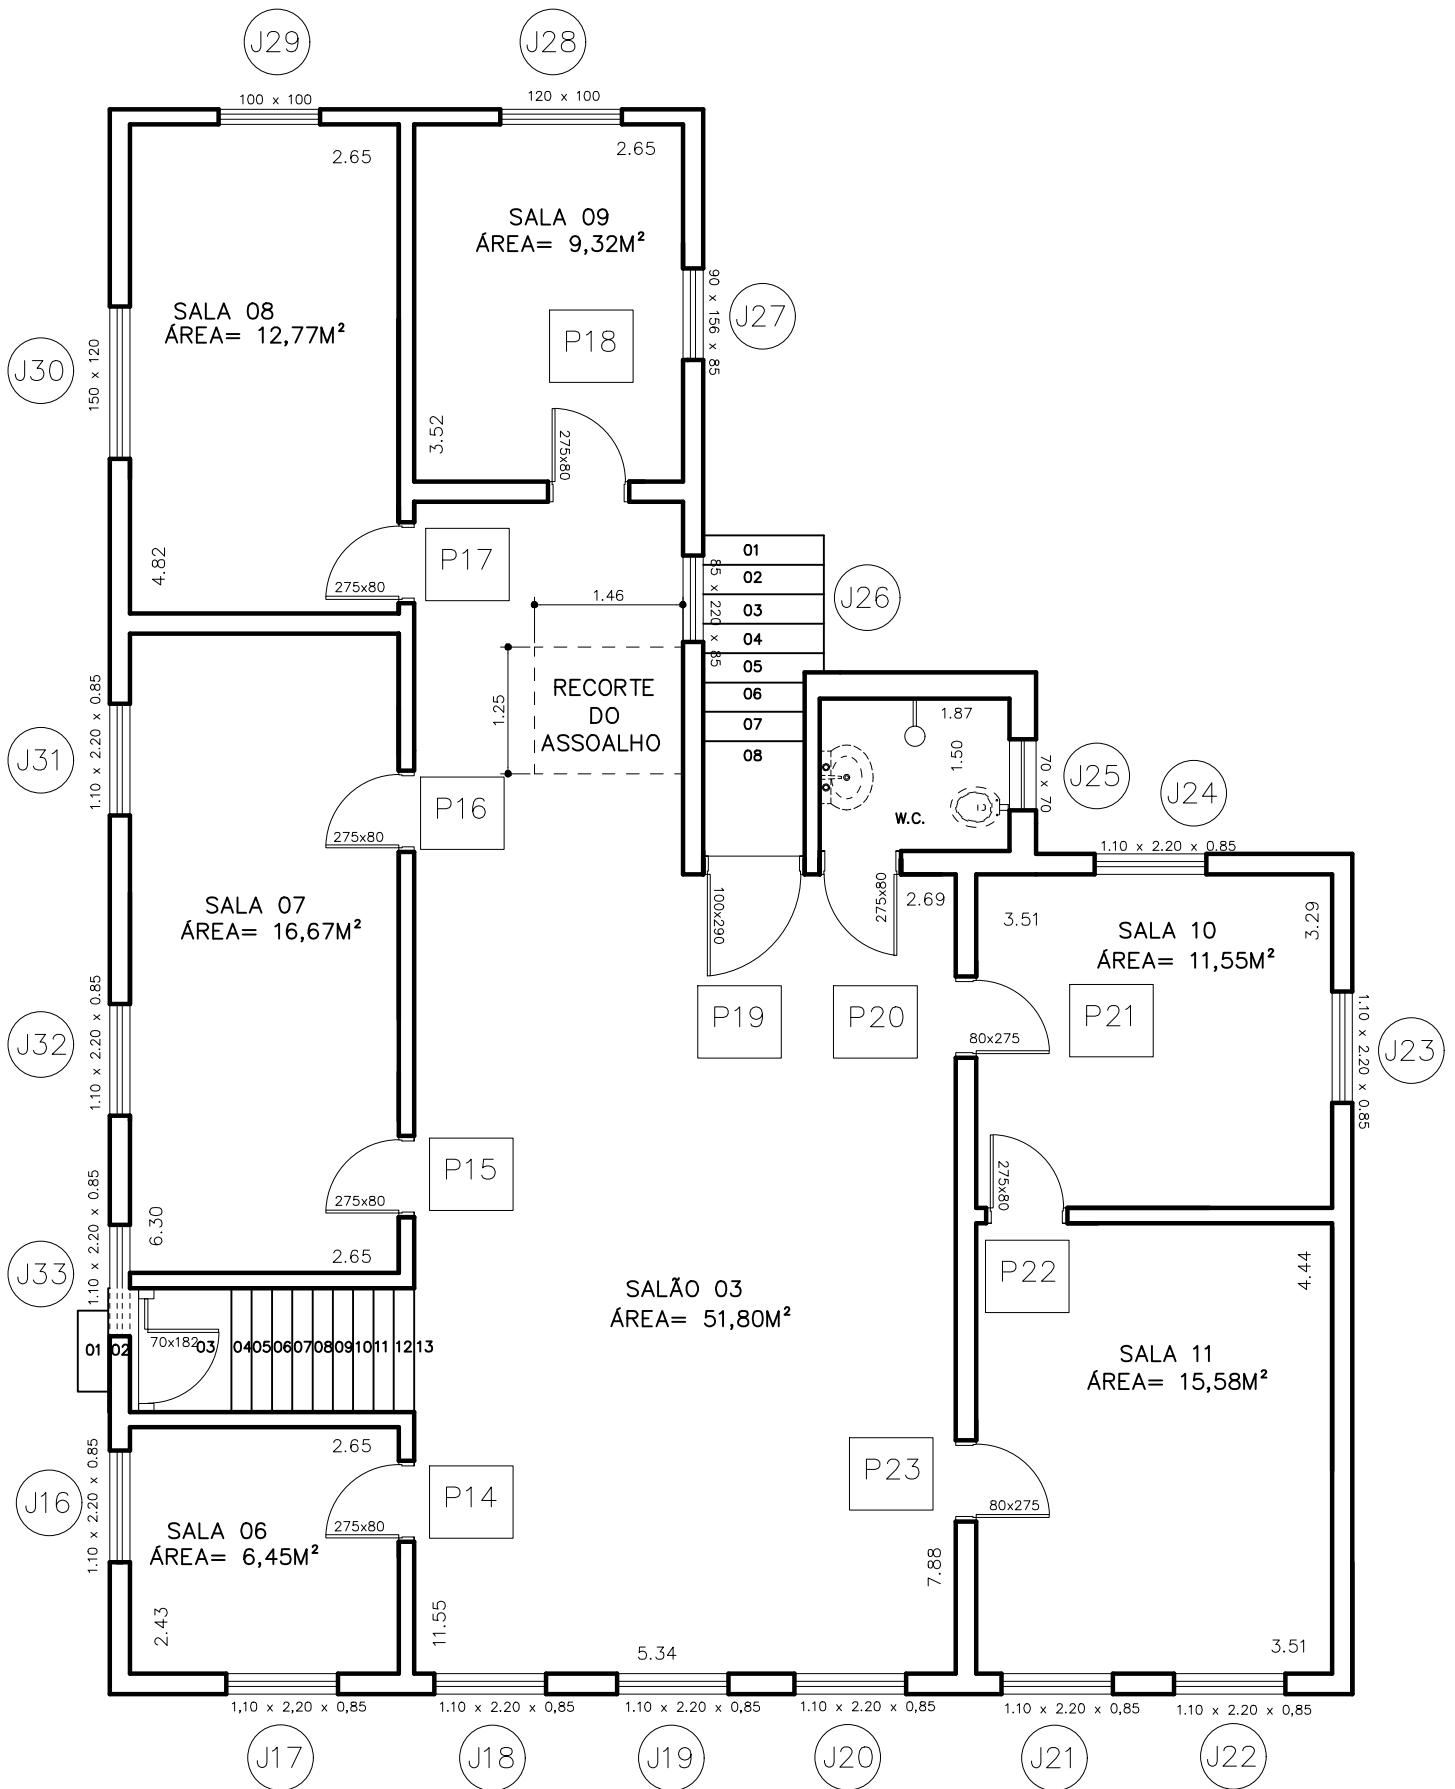 J29
J28
100 x 100
120 x 100
2.65
2.65
SALA 09
ÁREA= 9,32M²
90 x 156 x 85
J27
SALA 08
ÁREA= 12,77M²
P18
J30
150 x 120
3.52
275x80
4.82
P17
275x80
01
02
03
04
05
06
07
08
85 x 220 x 85
J26
1.46
1.25
RECORTE
DO
ASSOALHO
1.10 x 2.20 x 0.85
J31
P16
275x80
1.87
1.50
W.C.
70 x 70
J25
J24
1.10 x 2.20 x 0.85
100x290
275x80
2.69
3.51
3.29
SALA 07
ÁREA= 16,67M²
SALA 10
ÁREA= 11,55M²
P19
P20
P21
80x275
1.10 x 2.20 x 0.85
J32
1.10 x 2.20 x 0.85
J23
P15
275x80
275x80
6.30
2.65
1.10 x 2.20 x 0.85
J33
P22
4.44
SALÃO 03
ÁREA= 51,80M²
01
02
70x182
03
04
05
06
07
08
09
10
11
12
13
SALA 11
ÁREA= 15,58M²
2.65
1.10 x 2.20 x 0.85
J16
P14
275x80
P23
80x275
SALA 06
ÁREA= 6,45M²
2.43
11.55
7.88
5.34
3.51
1,10 x 2,20 x 0,85
1.10 x 2.20 x 0,85
1.10 x 2.20 x 0,85
1.10 x 2.20 x 0,85
1.10 x 2.20 x 0,85
1.10 x 2.20 x 0,85
J17
J18
J19
J20
J21
J22